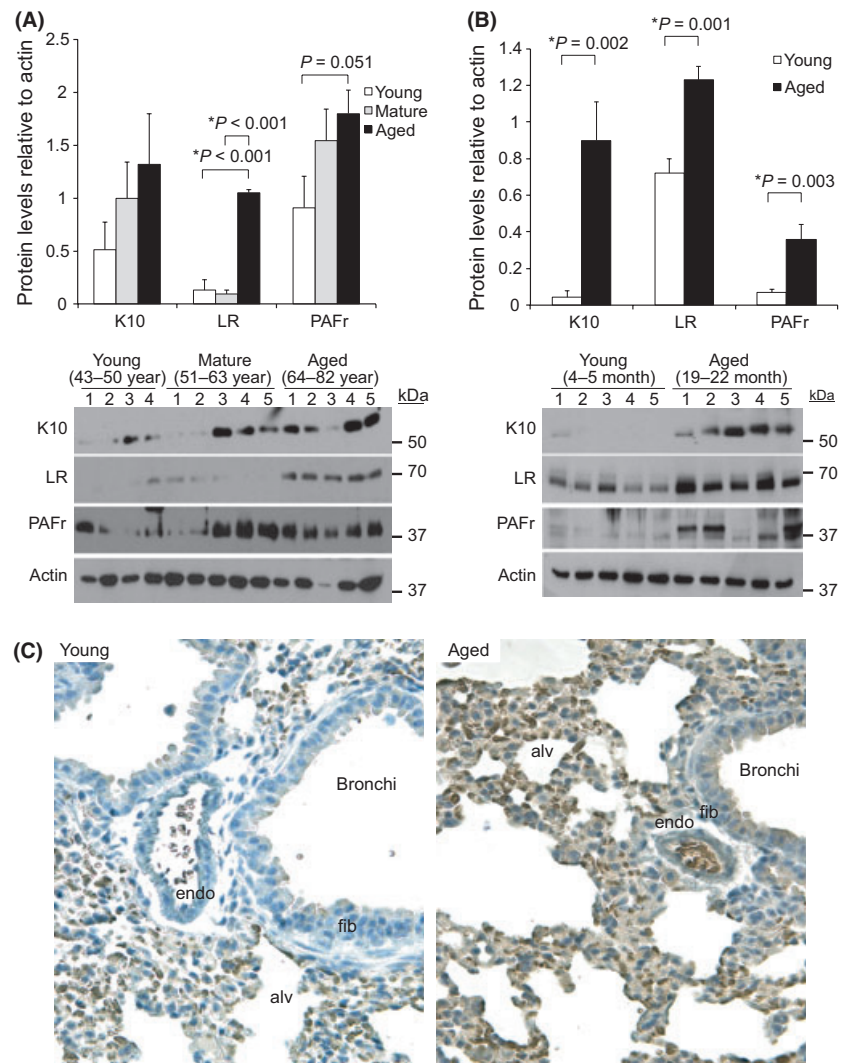 (A)
Protein levels relative to actin
2.5
2
1.5
1
0.5
0
P = 0.051
*P < 0.001
*P < 0.001
Young
Mature
Aged
K10 LR PAFr
Young Mature Aged
(43–50 year) (51–63 year) (64–82 year)
1 2 3 4 1 2 3 4 5 1 2 3 4 5 kDa
K10 50
LR 70
PAFr 37
Actin 37
(B)
Protein levels relative to actin
1.4
1.2
1
0.8
0.6
0.4
0.2
0
*P = 0.002
*P = 0.001
*P = 0.003
Young
Aged
K10 LR PAFr
Young Aged
(4–5 month) (19–22 month)
1 2 3 4 5 1 2 3 4 5 kDa
K10 50
LR 70
PAFr 37
Actin 37
(C) Young
Bronchi
endo
fib
alv
Aged
alv
Bronchi
fib
endo